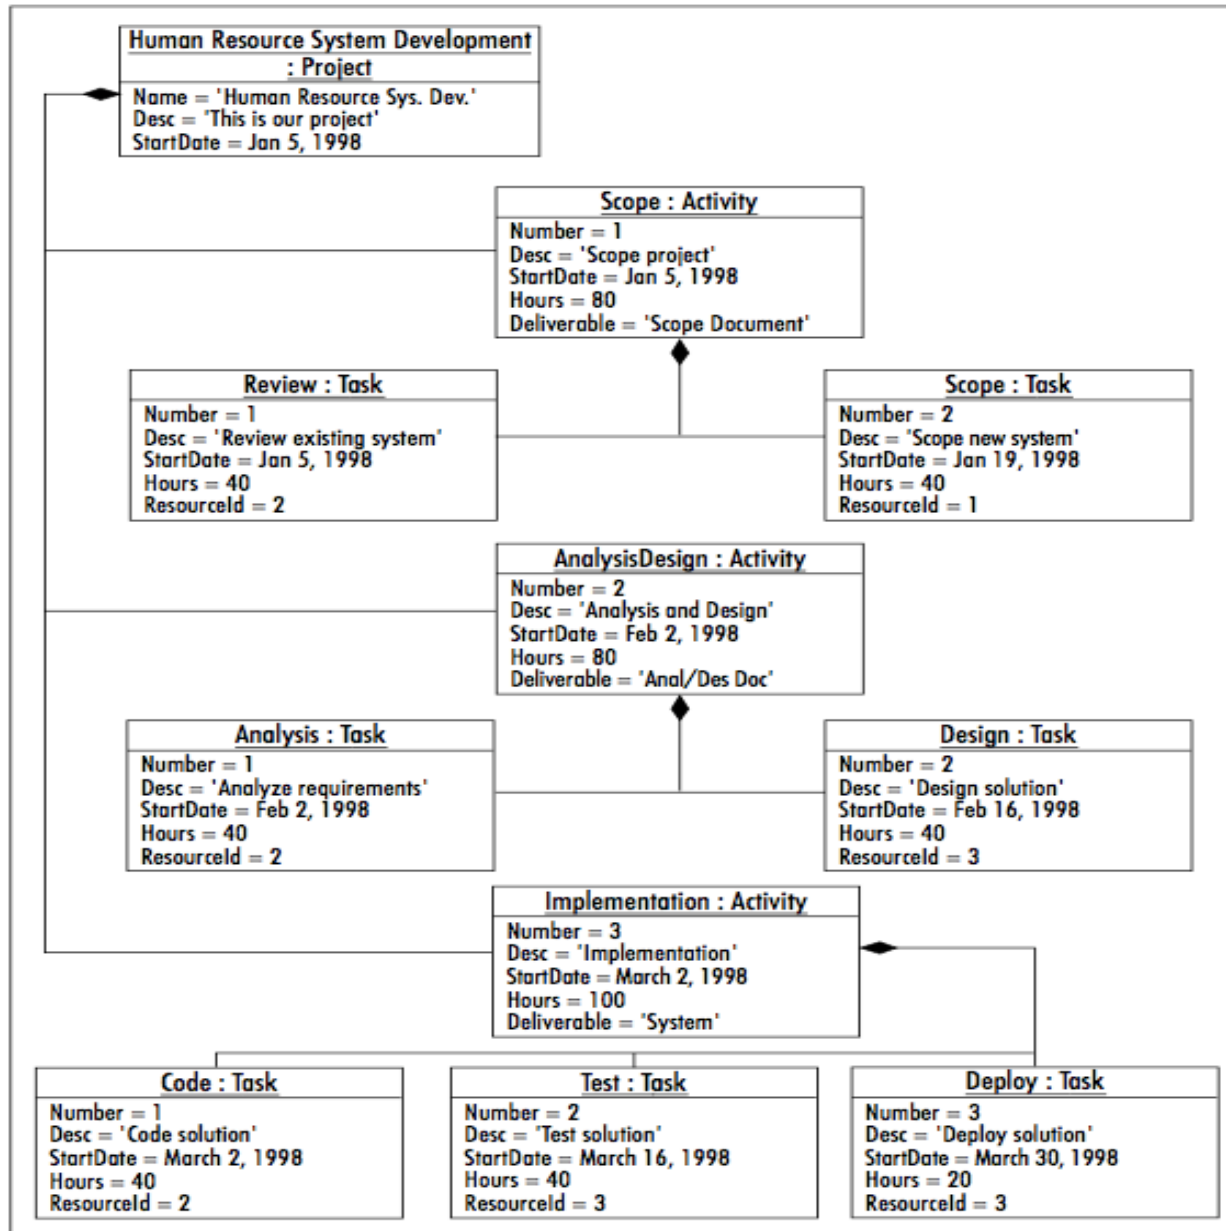 Human Resource System Development
: Project
Name = 'Human Resource Sys. Dev.'
Desc = 'This is our project'
StartDate = Jan 5, 1998
Scope : Activity
Number = 1
Desc = 'Scope project'
StartDate = Jan 5, 1998
Hours = 80
Deliverable = 'Scope Document'
Review : Task
Number = 1
Desc = 'Review existing system'
StartDate = Jan 5, 1998
Hours = 40
ResourceId = 2
Scope : Task
Number = 2
Desc = 'Scope new system'
StartDate = Jan 19, 1998
Hours = 40
ResourceId = 1
AnalysisDesign : Activity
Number = 2
Desc = 'Analysis and Design'
StartDate = Feb 2, 1998
Hours = 80
Deliverable = 'Anal/Des Doc'
Analysis : Task
Number = 1
Desc = 'Analyze requirements'
StartDate = Feb 2, 1998
Hours = 40
ResourceId = 2
Design : Task
Number = 2
Desc = 'Design solution'
StartDate = Feb 16, 1998
Hours = 40
ResourceId = 3
Implementation : Activity
Number = 3
Desc = 'Implementation'
StartDate = March 2, 1998
Hours = 100
Deliverable = 'System'
Code : Task
Number = 1
Desc = 'Code solution'
StartDate = March 2, 1998
Hours = 40
ResourceId = 2
Test : Task
Number = 2
Desc = 'Test solution'
StartDate = March 16, 1998
Hours = 40
ResourceId = 3
Deploy : Task
Number = 3
Desc = 'Deploy solution'
StartDate = March 30, 1998
Hours = 20
ResourceId = 3